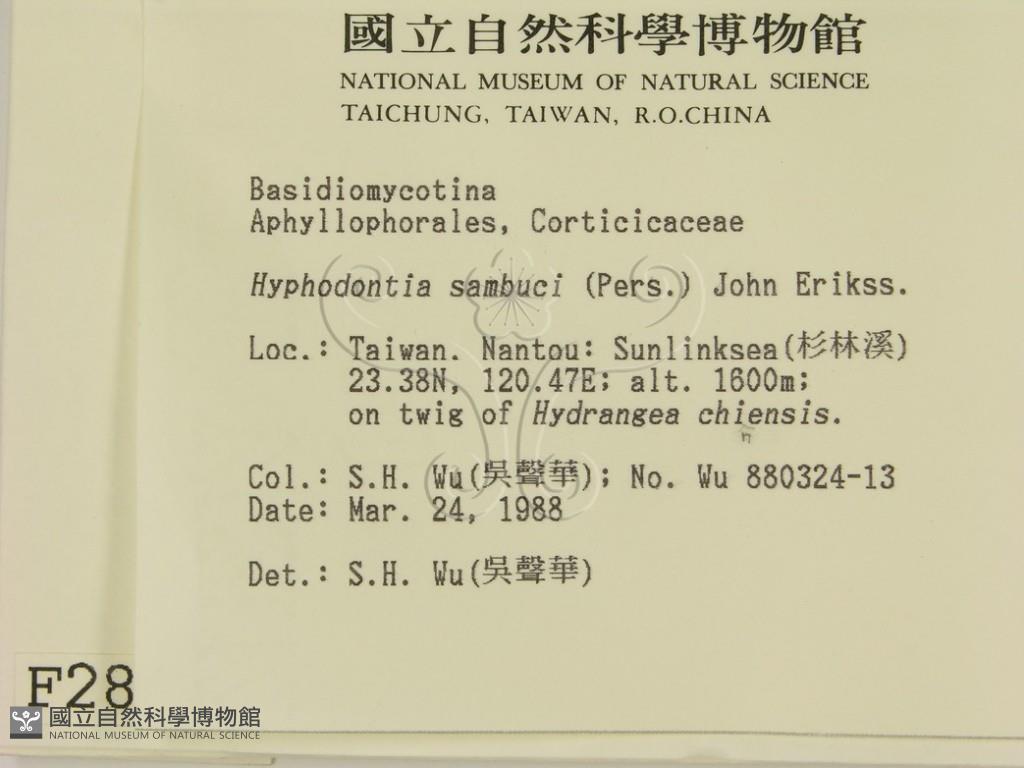 國立自然科學博物館
NATIONAL MUSEUM OF NATURAL SCIENCE
TAICHUNG, TAIWAN, R.O.CHINA
Basidiomycotina
Aphyllophorales, Corticicaceae
Hyphodontia sambuci (Pers.) John Erikss.
Loc.: Taiwan. Nantou: Sunlinksea(杉林溪)
23.38N, 120.47E; alt. 1600m;
on twig of Hydrangea chiensis.
n
Col.: S.H. Wu(吳聲華); No. Wu 880324-13
Date: Mar. 24, 1988
Det.: S.H. Wu(吳聲華)
F28
國立自然科學博物館
NATIONAL MUSEUM OF NATURAL SCIENCE